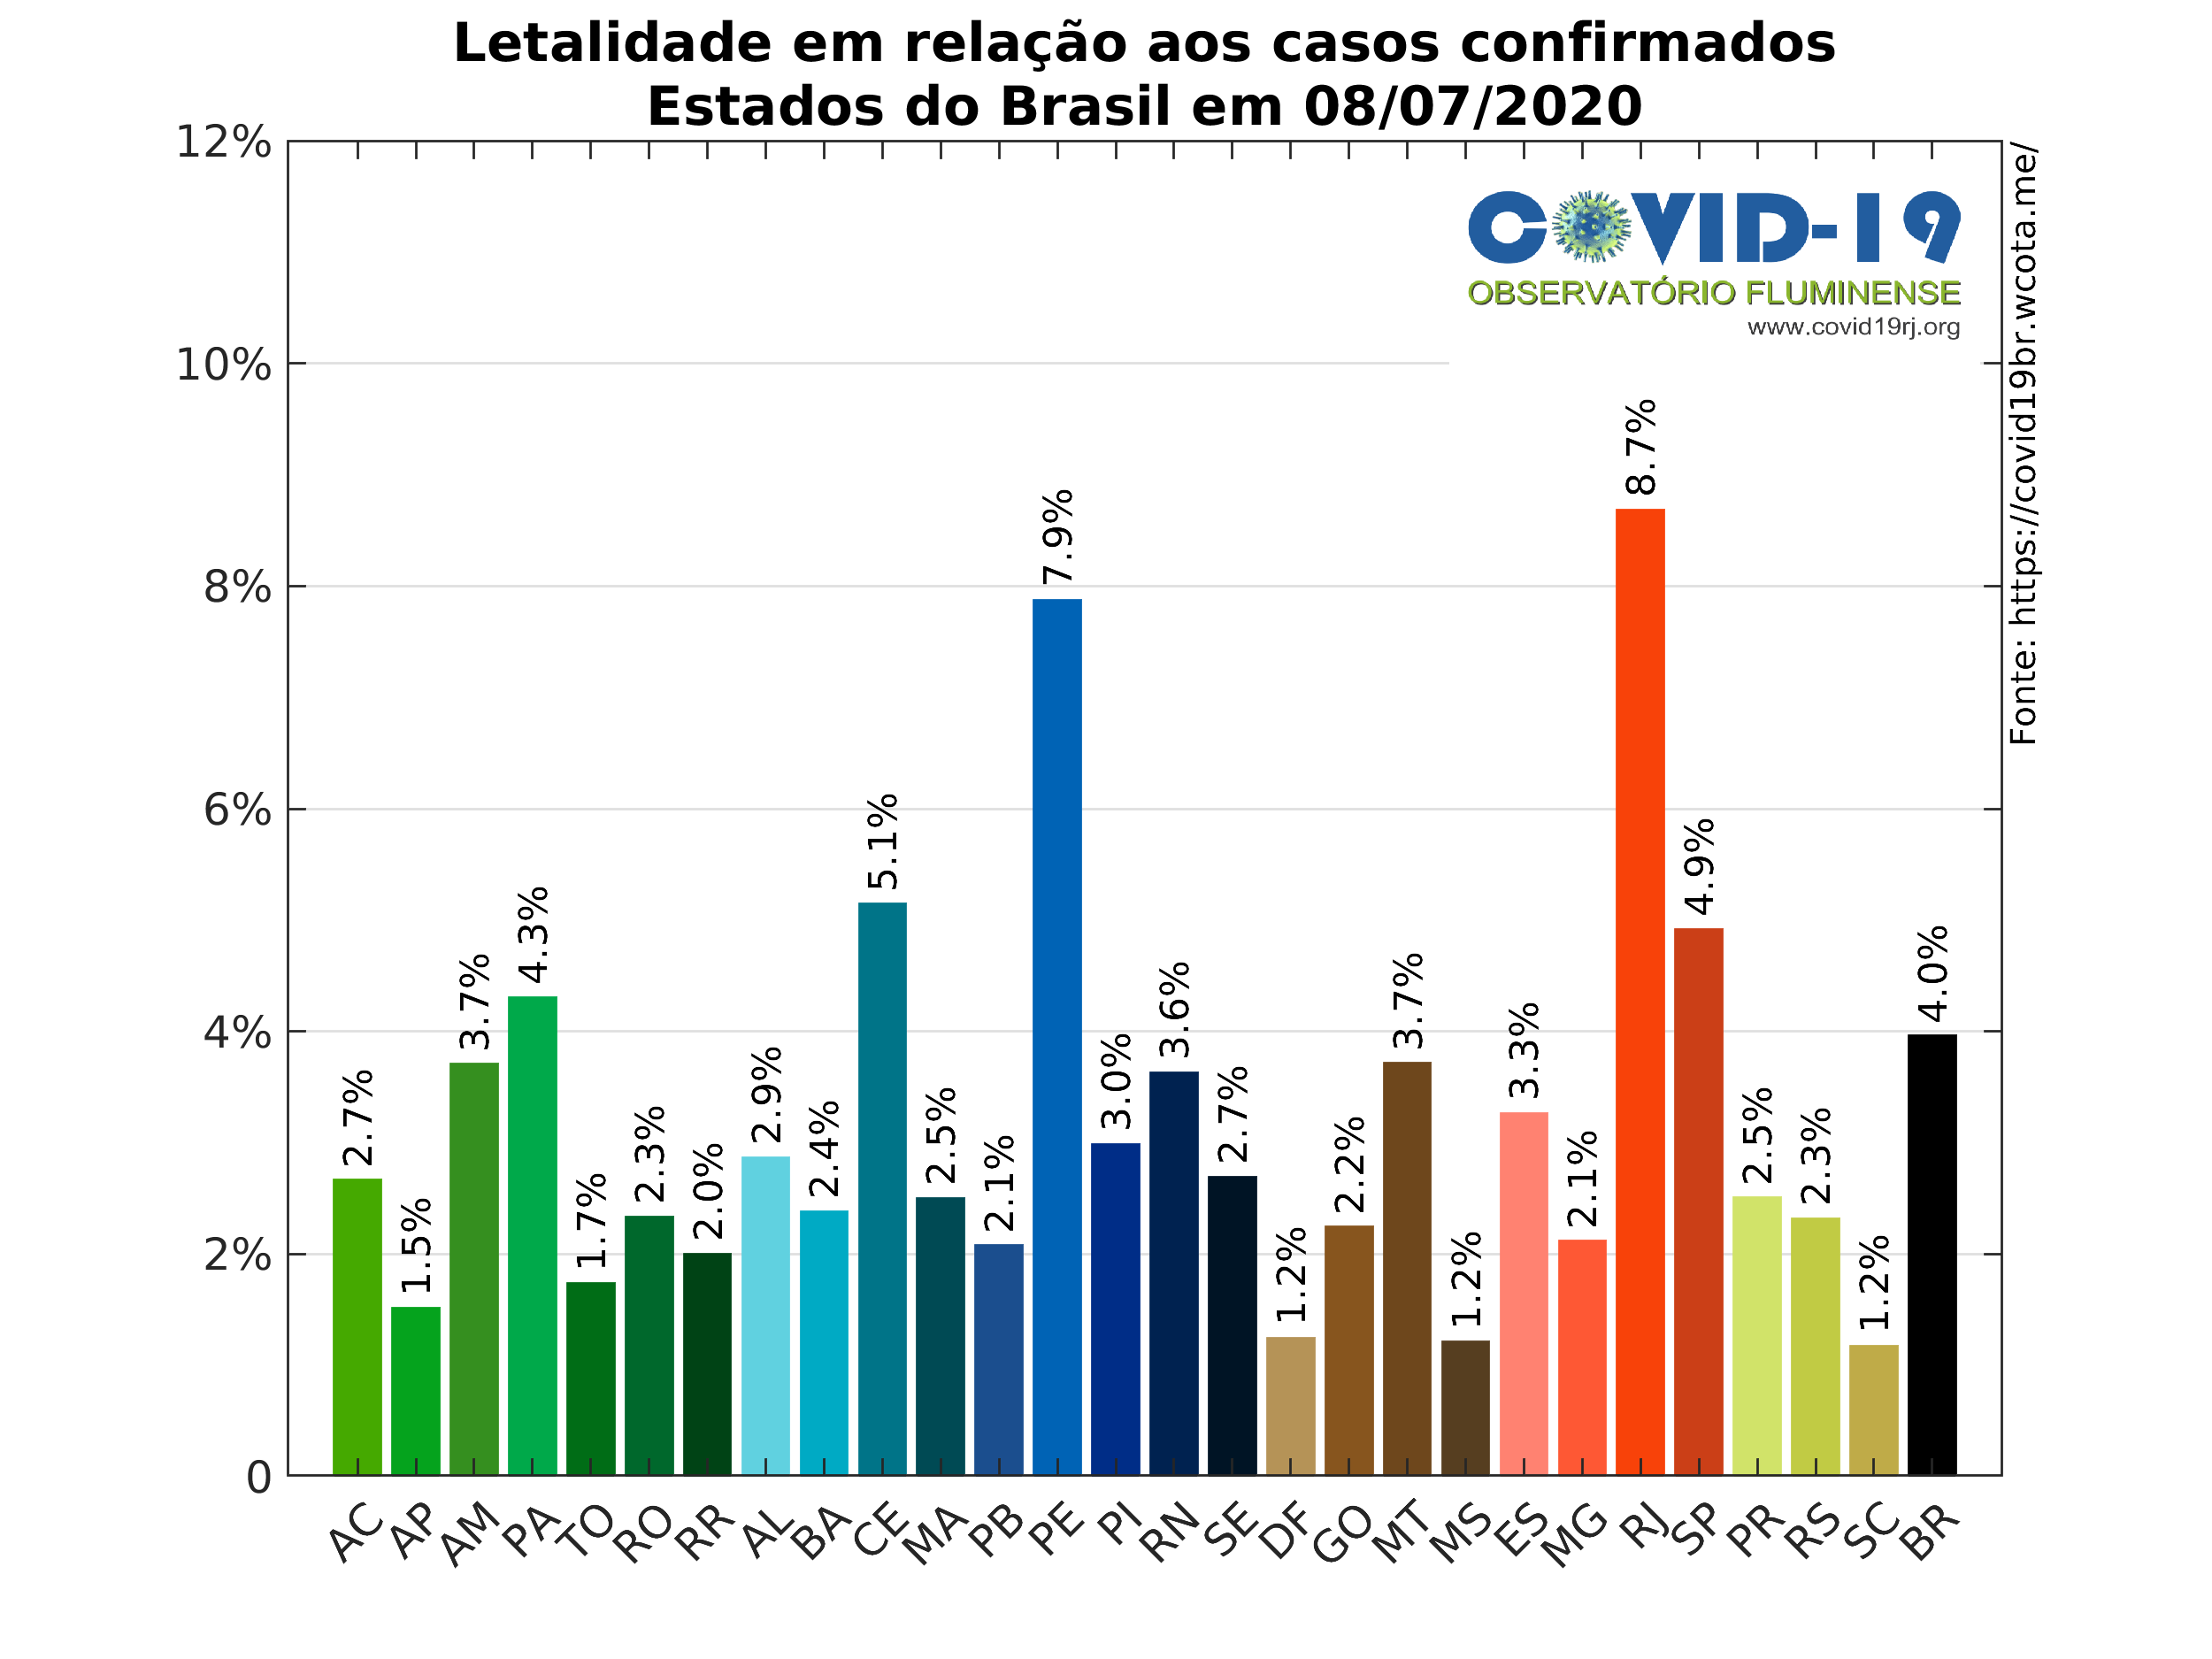 Letalidade em relação aos casos confirmados
Estados do Brasil em 08/07/2020
12%
10%
8%
6%
4%
2%
0
COVID-19
OBSERVATÓRIO FLUMINENSE
www.covid19rj.org
Fonte: https://covid19br.wcota.me/
2.7%
1.5%
3.7%
4.3%
1.7%
2.3%
2.0%
2.9%
2.4%
5.1%
2.5%
2.1%
7.9%
3.0%
3.6%
2.7%
1.2%
2.2%
3.7%
1.2%
3.3%
2.1%
8.7%
4.9%
2.5%
2.3%
1.2%
4.0%
AC
AP
AM
PA
TO
RO
RR
AL
BA
CE
MA
PB
PE
PI
RN
SE
DF
GO
MT
MS
ES
MG
RJ
SP
PR
RS
SC
BR